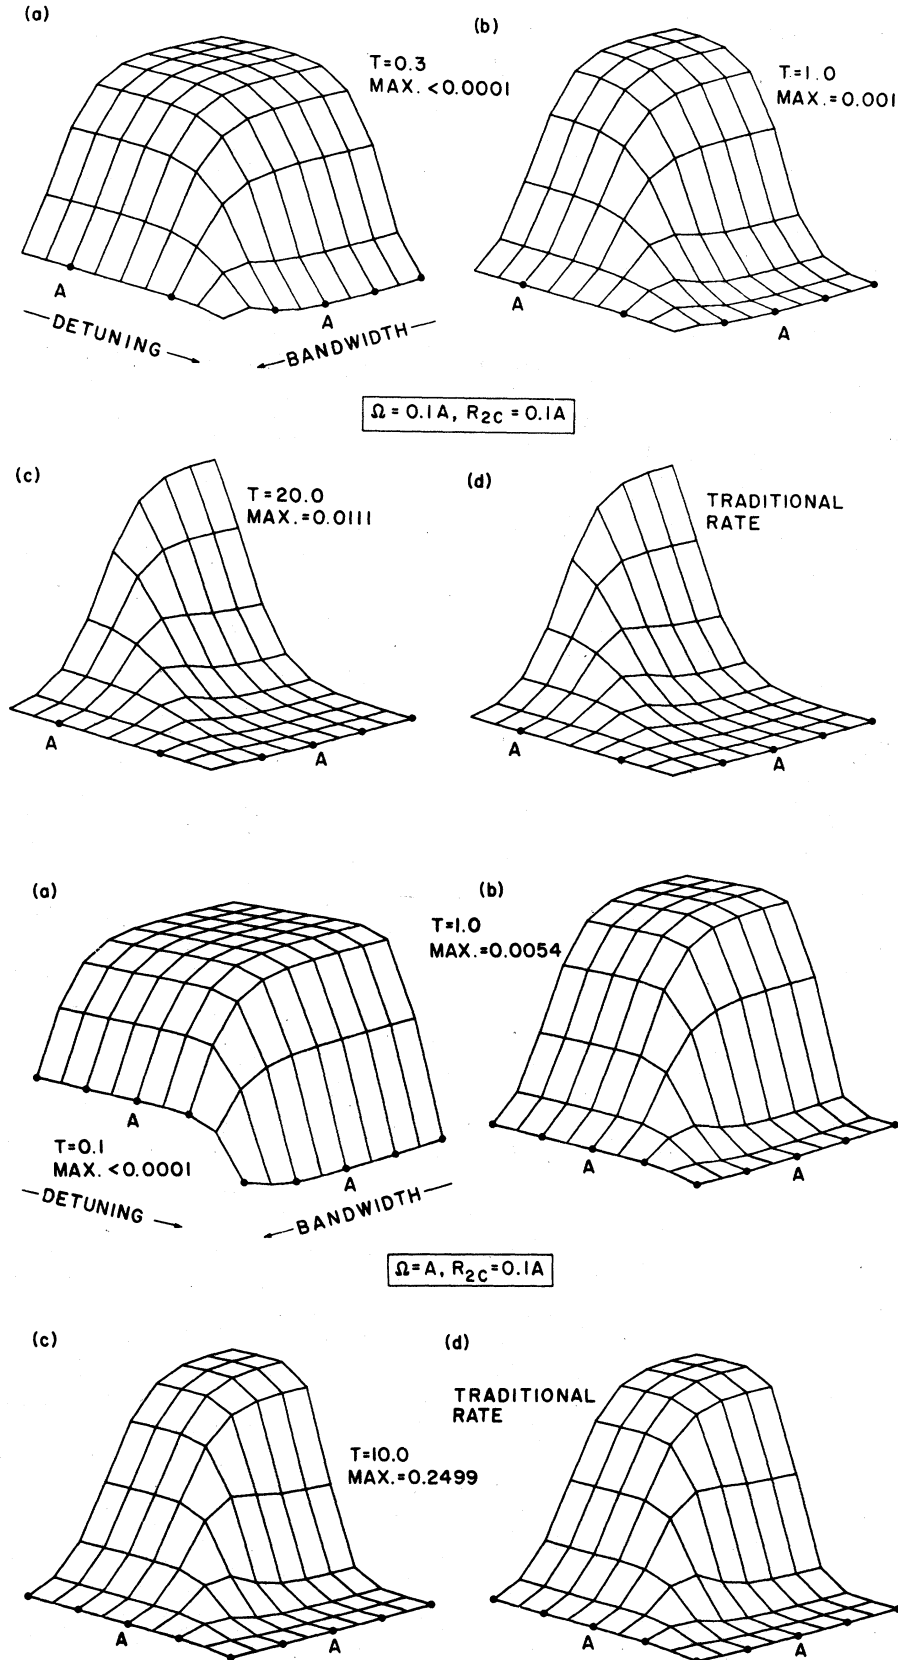 (a)
T=0.3
MAX. <0.0001
A
DETUNING
A
BANDWIDTH
(b)
T=1.0
MAX.=0.001
A
A
Ω=0.1A, R2C=0.1A
(c)
T=20.0
MAX.=0.0111
A
A
(d)
TRADITIONAL
RATE
A
A
(a)
A
T=0.1
MAX. <0.0001
DETUNING
A
BANDWIDTH
(b)
T=1.0
MAX.=0.0054
A
A
Ω=A, R2C=0.1A
(c)
T=10.0
MAX.=0.2499
A
A
(d)
TRADITIONAL
RATE
A
A